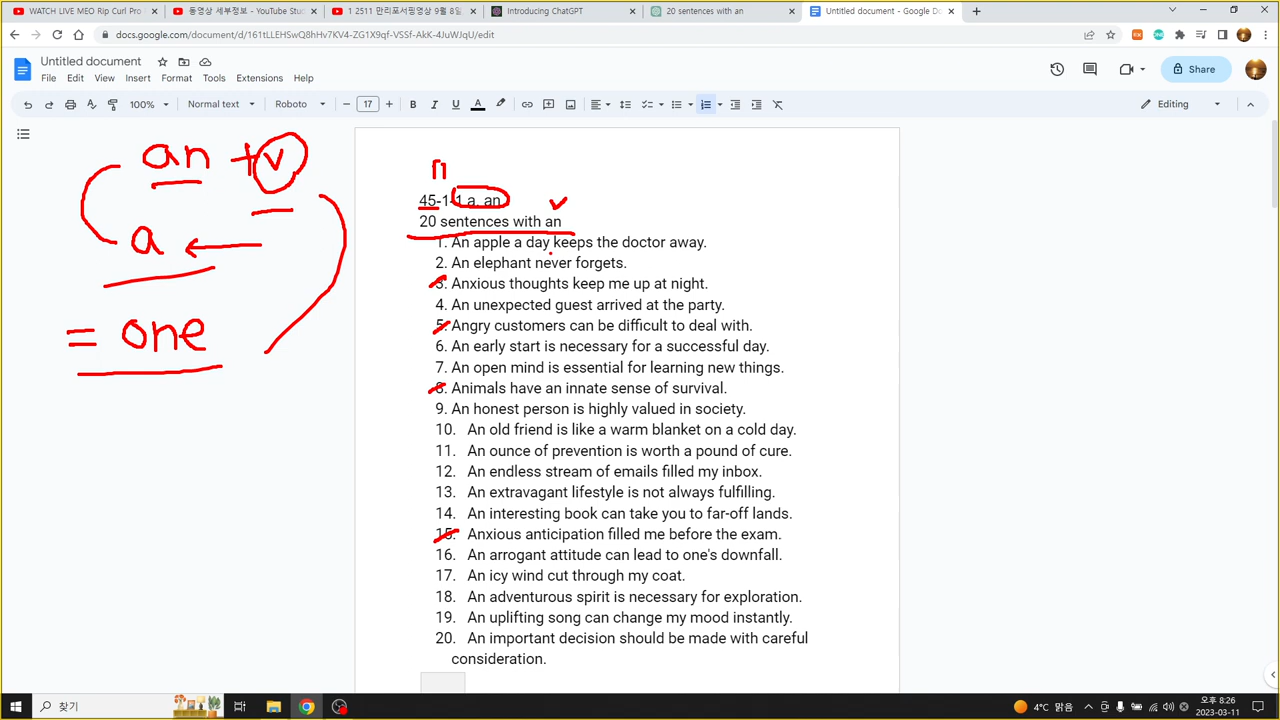 WATCH LIVE MEO Rip Curl Pro
동영상 세부정보 - YouTube Stud
1 2511 만리포서핑영상 9월 8일
Introducing ChatGPT
20 sentences with an
Untitled document - Google Do
docs.google.com/document/d/161tLLEHSwQ8hHv7KV4-ZG1X9qf-VSSf-AkK-4JuWJqU/edit
Untitled document
File Edit View Insert Format Tools Extensions Help
Share
100% Normal text Roboto 17 B I U A Editing
an + v
a
= one
n
45-1-1 a, an
20 sentences with an
1. An apple a day keeps the doctor away.
2. An elephant never forgets.
3. Anxious thoughts keep me up at night.
4. An unexpected guest arrived at the party.
5. Angry customers can be difficult to deal with.
6. An early start is necessary for a successful day.
7. An open mind is essential for learning new things.
8. Animals have an innate sense of survival.
9. An honest person is highly valued in society.
10. An old friend is like a warm blanket on a cold day.
11. An ounce of prevention is worth a pound of cure.
12. An endless stream of emails filled my inbox.
13. An extravagant lifestyle is not always fulfilling.
14. An interesting book can take you to far-off lands.
15. Anxious anticipation filled me before the exam.
16. An arrogant attitude can lead to one's downfall.
17. An icy wind cut through my coat.
18. An adventurous spirit is necessary for exploration.
19. An uplifting song can change my mood instantly.
20. An important decision should be made with careful
consideration.
찾기
4℃ 맑음
오후 8:26
2023-03-11